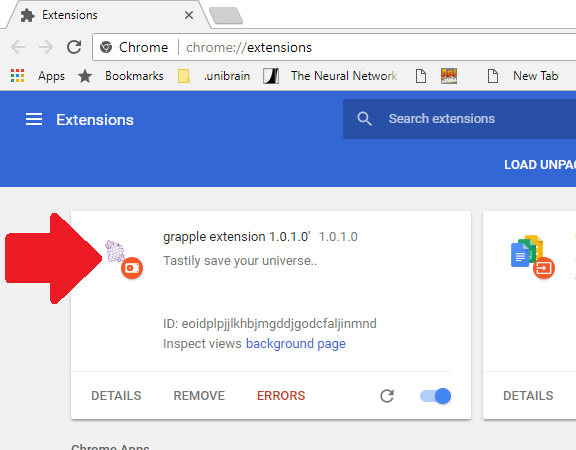 Extensions
Chrome chrome://extensions
Apps Bookmarks .unibrain The Neural Network New Tab
Extensions Search extensions
LOAD UNPA
grapple extension 1.0.1.0' 1.0.1.0
Tastily save your universe..
ID: eoidplpjjlkhbjmgddjgodcfaljinmnd
Inspect views background page
DETAILS REMOVE ERRORS DETAILS
Chrome Apps